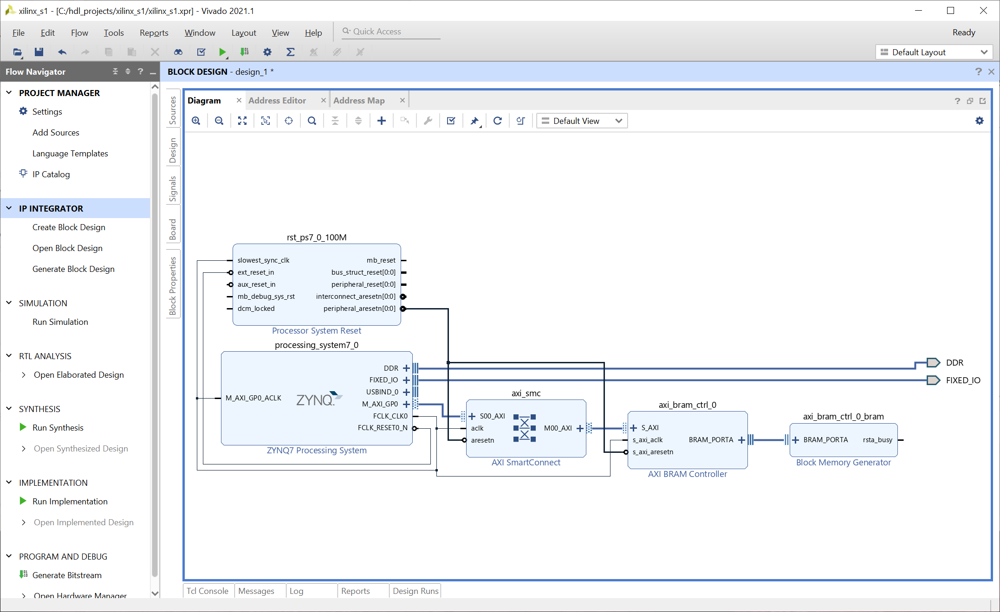 xilinx_s1 - [C:/hdl_projects/xilinx_s1/xilinx_s1.xpr] - Vivado 2021.1
File Edit Flow Tools Reports Window Layout View Help
Quick Access
Ready
Default Layout
Flow Navigator
PROJECT MANAGER
Settings
Add Sources
Language Templates
IP Catalog
IP INTEGRATOR
Create Block Design
Open Block Design
Generate Block Design
SIMULATION
Run Simulation
RTL ANALYSIS
Open Elaborated Design
SYNTHESIS
Run Synthesis
Open Synthesized Design
IMPLEMENTATION
Run Implementation
Open Implemented Design
PROGRAM AND DEBUG
Generate Bitstream
Open Hardware Manager
BLOCK DESIGN - design_1 *
Sources
Design
Signals
Board
Block Properties
Diagram
Address Editor
Address Map
Default View
rst_ps7_0_100M
slowest_sync_clk
ext_reset_in
aux_reset_in
mb_debug_sys_rst
dcm_locked
mb_reset
bus_struct_reset[0:0]
peripheral_reset[0:0]
interconnect_aresetn[0:0]
peripheral_aresetn[0:0]
Processor System Reset
processing_system7_0
M_AXI_GP0_ACLK
ZYNQ
DDR
FIXED_IO
USBIND_0
M_AXI_GP0
FCLK_CLK0
FCLK_RESET0_N
ZYNQ7 Processing System
axi_smc
S00_AXI
aclk
aresetn
M00_AXI
AXI SmartConnect
axi_bram_ctrl_0
S_AXI
s_axi_aclk
s_axi_aresetn
BRAM_PORTA
AXI BRAM Controller
axi_bram_ctrl_0_bram
BRAM_PORTA
rsta_busy
Block Memory Generator
DDR
FIXED_IO
Tcl Console
Messages
Log
Reports
Design Runs